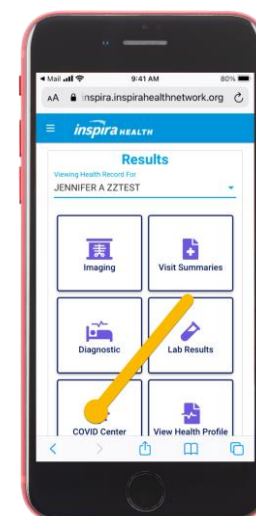 Mail 9:41 AM 80%
AA inspira.inspirahealthnetwork.org
inspira HEALTH
Results
Viewing Health Record For
JENNIFER A ZZTEST
Imaging Visit Summaries
Diagnostic Lab Results
COVID Center View Health Profile